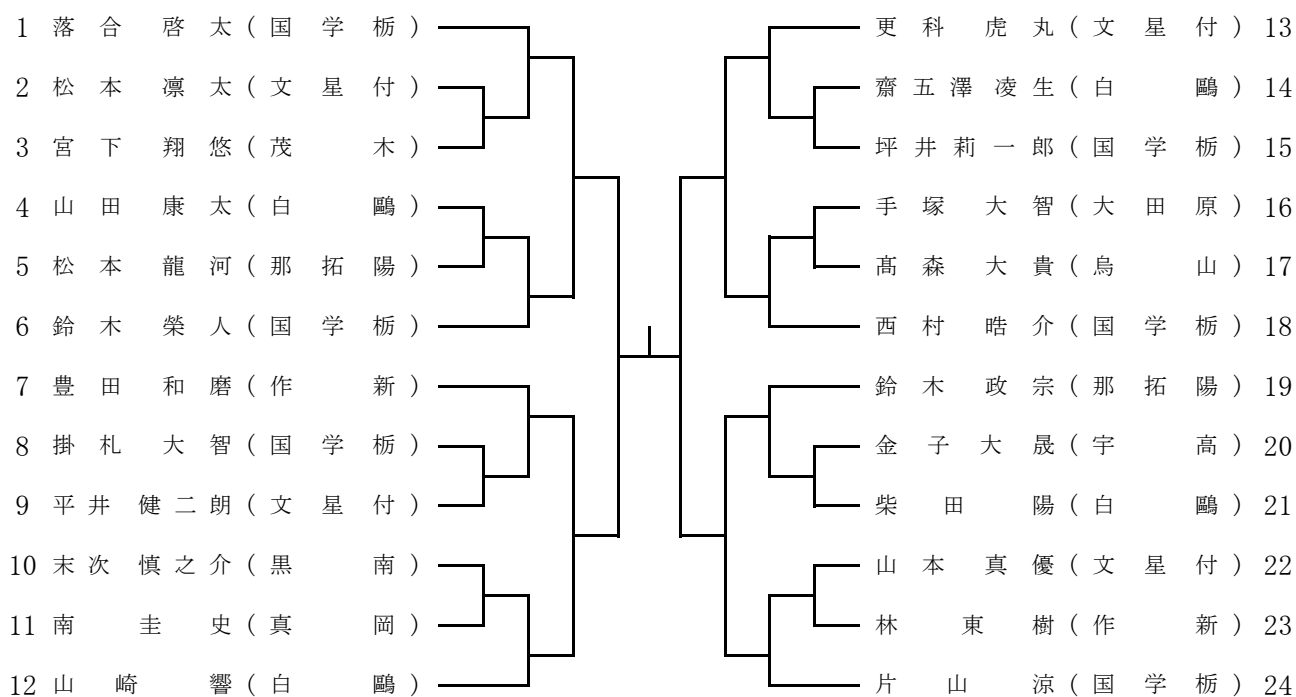 1 落合 啓太(国学栃)
2 松本 凛太(文星付)
3 宮下 翔悠(茂木)
4 山田 康太(白鷗)
5 松本 龍河(那拓陽)
6 鈴木 榮人(国学栃)
7 豊田 和磨(作新)
8 掛札 大智(国学栃)
9 平井 健二朗(文星付)
10 末次 慎之介(黒南)
11 南 圭史(真岡)
12 山崎 響(白鷗)
更科 虎丸(文星付) 13
齋五澤凌生(白鷗) 14
坪井莉一郎(国学栃) 15
手塚 大智(大田原) 16
髙森 大貴(烏山) 17
西村 晧介(国学栃) 18
鈴木 政宗(那拓陽) 19
金子大晟(宇高) 20
柴田 陽(白鷗) 21
山本 真優(文星付) 22
林 東樹(作新) 23
片山 涼(国学栃) 24